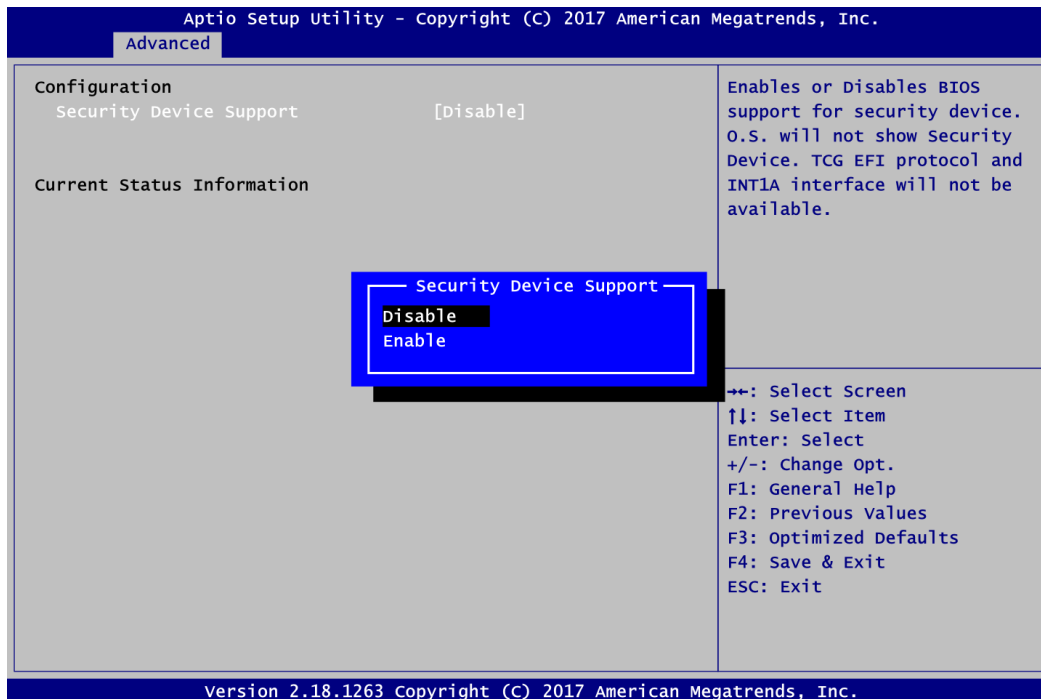 Aptio Setup Utility - Copyright (C) 2017 American Megatrends, Inc.
Advanced
Configuration
Security Device Support [Disable]
Current Status Information
Enables or Disables BIOS
support for security device.
O.S. will not show Security
Device. TCG EFI protocol and
INT1A interface will not be
available.
Security Device Support
Disable
Enable
→←: Select Screen
↑↓: Select Item
Enter: Select
+/-: Change Opt.
F1: General Help
F2: Previous Values
F3: Optimized Defaults
F4: Save & Exit
ESC: Exit
Version 2.18.1263 Copyright (C) 2017 American Megatrends, Inc.